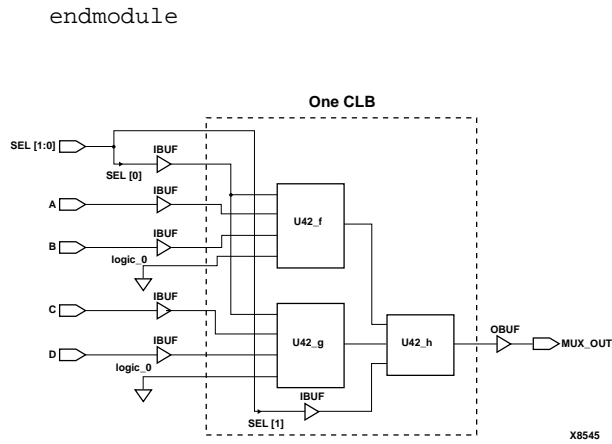 endmodule
One CLB
SEL [1:0]
IBUF
SEL [0]
IBUF
A
U42_f
IBUF
B
logic_0
IBUF
C
OBUF
IBUF
U42_g
U42_h
MUX_OUT
D
logic_0
IBUF
SEL [1]
X8545